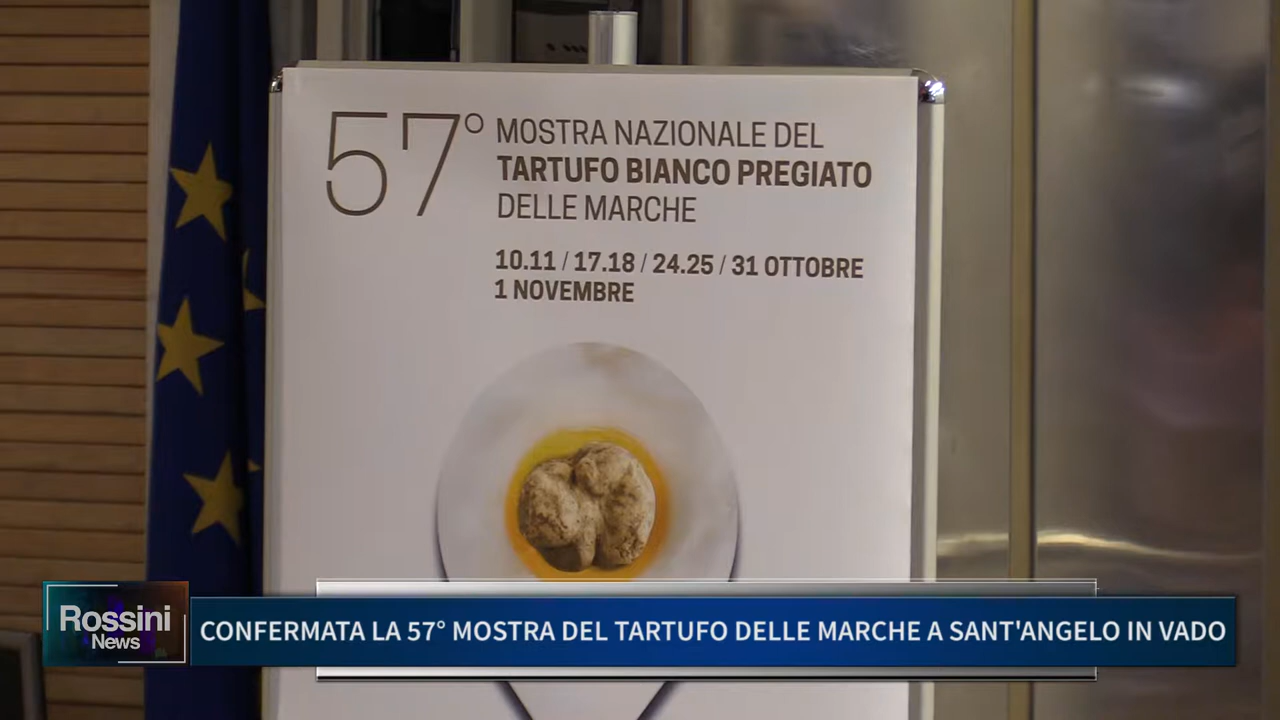 57° MOSTRA NAZIONALE DEL
TARTUFO BIANCO PREGIATO
DELLE MARCHE
10.11 / 17.18 / 24.25 / 31 OTTOBRE
1 NOVEMBRE
Rossini
News
CONFERMATA LA 57° MOSTRA DEL TARTUFO DELLE MARCHE A SANT'ANGELO IN VADO